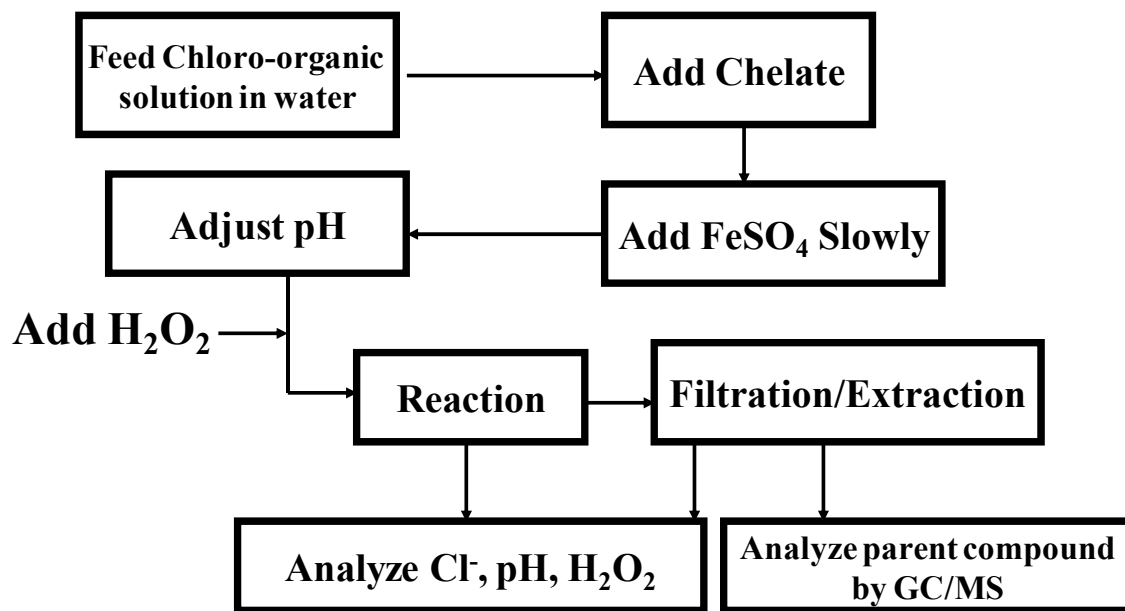 Feed Chloro-organic
solution in water
Add Chelate
Add FeSO₄ Slowly
Adjust pH
Add H₂O₂
Reaction
Filtration/Extraction
Analyze Cl⁻, pH, H₂O₂
Analyze parent compound
by GC/MS